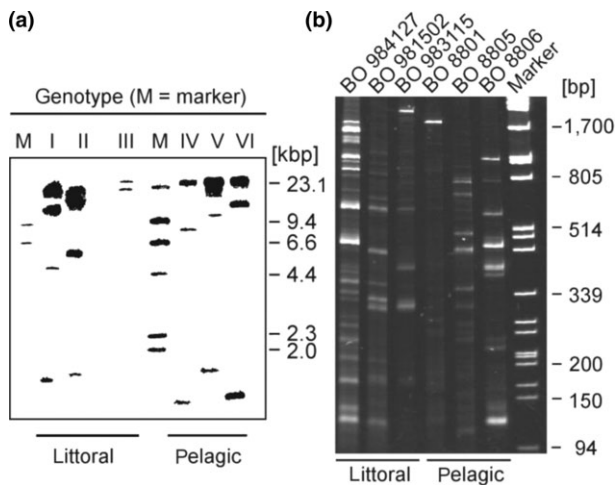 (a)
Genotype (M = marker)
M I II III M IV V VI
[kbp]
23.1
9.4
6.6
4.4
2.3
2.0
Littoral Pelagic
(b)
BO 984127 BO 981502 BO 983115 BO 8801 BO 8805 BO 8806 Marker
[bp]
1,700
805
514
339
200
150
94
Littoral Pelagic